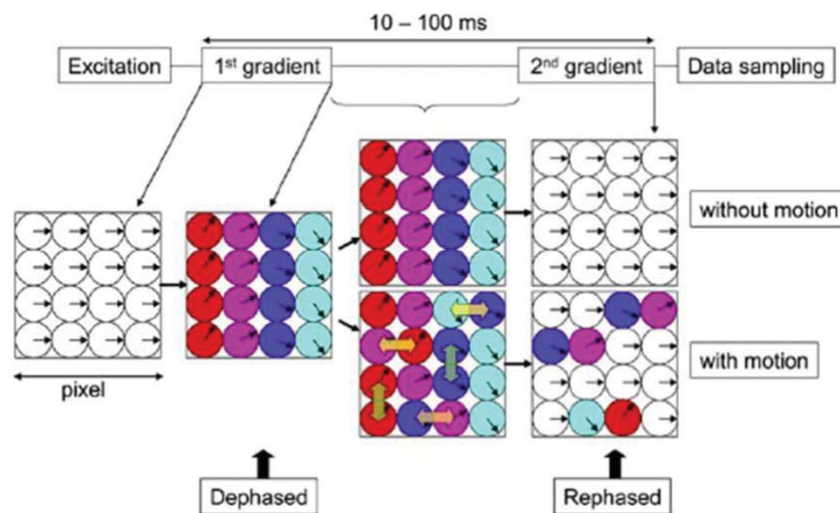 10 – 100 ms
Excitation
1st gradient
2nd gradient
Data sampling
without motion
with motion
pixel
Dephased
Rephased